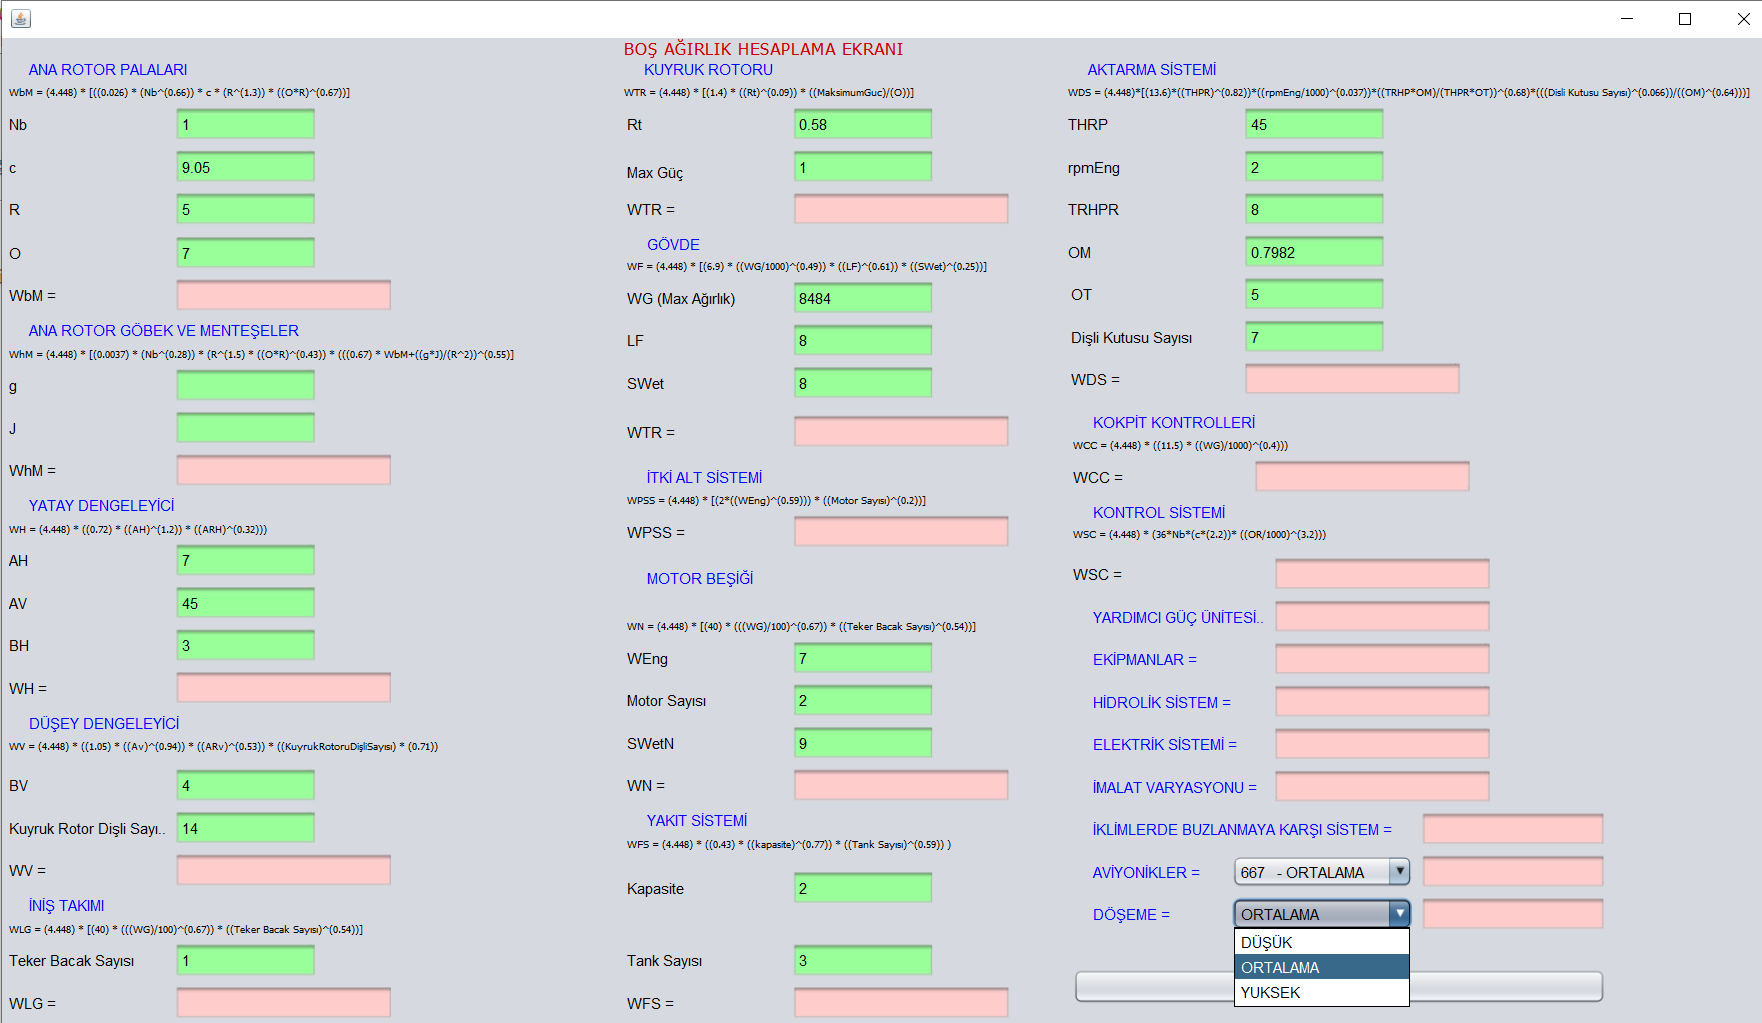 BOŞ AĞIRLIK HESAPLAMA EKRANI
ANA ROTOR PALALARI
WbM = (4.448) * [((0.026) * (Nb^(0.66)) * c * (R^(1.3)) * ((O*R)^(0.67))]
Nb 1
c 9.05
R 5
O 7
WbM =
ANA ROTOR GÖBEK VE MENTEŞELER
WhM = (4.448) * [((0.0037) * (Nb^(0.28)) * (R^(1.5) * ((O*R)^(0.43)) * (((0.67) * WbM+((g*J)/(R^2))^(0.55)]
g
J
WhM =
YATAY DENGELEYİCİ
WH = (4.448) * ((0.72) * ((AH)^(1.2)) * ((ARH)^(0.32)))
AH 7
AV 45
BH 3
WH =
DÜŞEY DENGELEYİCİ
WV = (4.448) * ((1.05) * ((Av)^(0.94)) * ((ARv)^(0.53)) * ((KuyrukRotoruDişliSayısı) * (0.71))
BV 4
Kuyruk Rotor Dişli Sayı.. 14
WV =
İNİŞ TAKIMI
WLG = (4.448) * [(40) * (((WG)/100)^(0.67)) * ((Teker Bacak Sayısı)^(0.54))]
Teker Bacak Sayısı 1
WLG =
KUYRUK ROTORU
WTR = (4.448) * [(1.4) * ((Rt)^(0.09)) * ((MaksimumGuc)/(O))]
Rt 0.58
Max Güç 1
WTR =
GÖVDE
WF = (4.448) * [(6.9) * ((WG/1000)^(0.49)) * ((LF)^(0.61)) * ((SWet)^(0.25))]
WG (Max Ağırlık) 8484
LF 8
SWet 8
WTR =
İTKİ ALT SİSTEMİ
WPSS = (4.448) * [(2*((WEng)^(0.59))) * ((Motor Sayısı)^(0.2))]
WPSS =
MOTOR BEŞİĞİ
WN = (4.448) * [(40) * (((WG)/100)^(0.67)) * ((Teker Bacak Sayısı)^(0.54))]
WEng 7
Motor Sayısı 2
SWetN 9
WN =
YAKIT SİSTEMİ
WFS = (4.448) * ((0.43) * ((kapasite)^(0.77)) * ((Tank Sayısı)^(0.59)) )
Kapasite 2
Tank Sayısı 3
WFS =
AKTARMA SİSTEMİ
WDS = (4.448)*[(13.6)*((THPR)^(0.82))*((rpmEng/1000)^(0.037))*((TRHP*OM)/(THPR*OT))^(0.68)*(((Disli Kutusu Sayısı)^(0.066))/((OM)^(0.64)))]
THRP 45
rpmEng 2
TRHPR 8
OM 0.7982
OT 5
Dişli Kutusu Sayısı 7
WDS =
KOKPİT KONTROLLERİ
WCC = (4.448) * ((11.5) * ((WG)/1000)^(0.4)))
WCC =
KONTROL SİSTEMİ
WSC = (4.448) * (36*Nb*(c*(2.2))* ((OR/1000)^(3.2)))
WSC =
YARDIMCI GÜÇ ÜNİTESİ..
EKİPMANLAR =
HİDROLİK SİSTEM =
ELEKTRİK SİSTEMİ =
İMALAT VARYASYONU =
İKLİMLERDE BUZLANMAYA KARŞI SİSTEM =
AVİYONİKLER = 667 - ORTALAMA
DÖŞEME = ORTALAMA
DÜŞÜK
ORTALAMA
YUKSEK